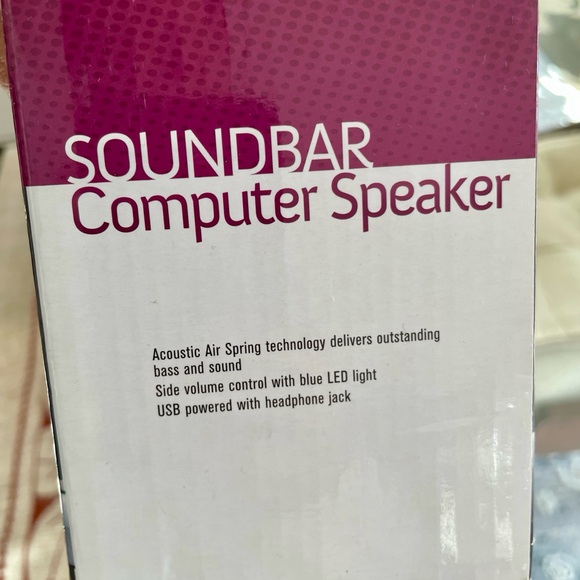 SOUNDBAR
Computer Speaker
Acoustic Air Spring technology delivers outstanding
bass and sound
Side volume control with blue LED light
USB powered with headphone jack